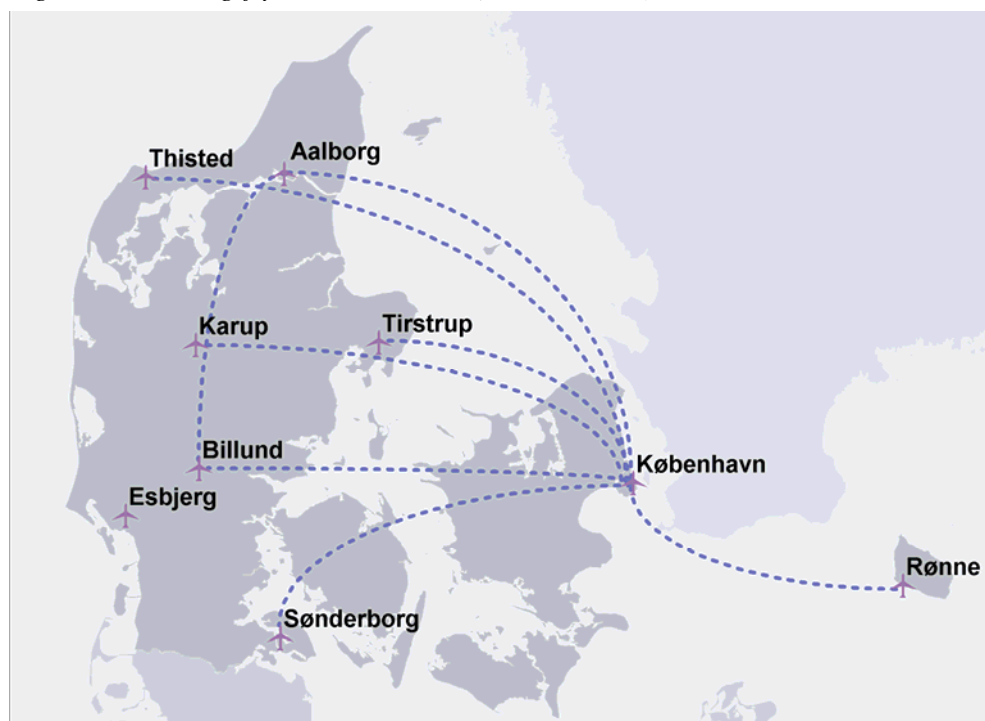 Thisted
Aalborg
Karup
Tirstrup
Billund
København
Esbjerg
Rønne
Sønderborg